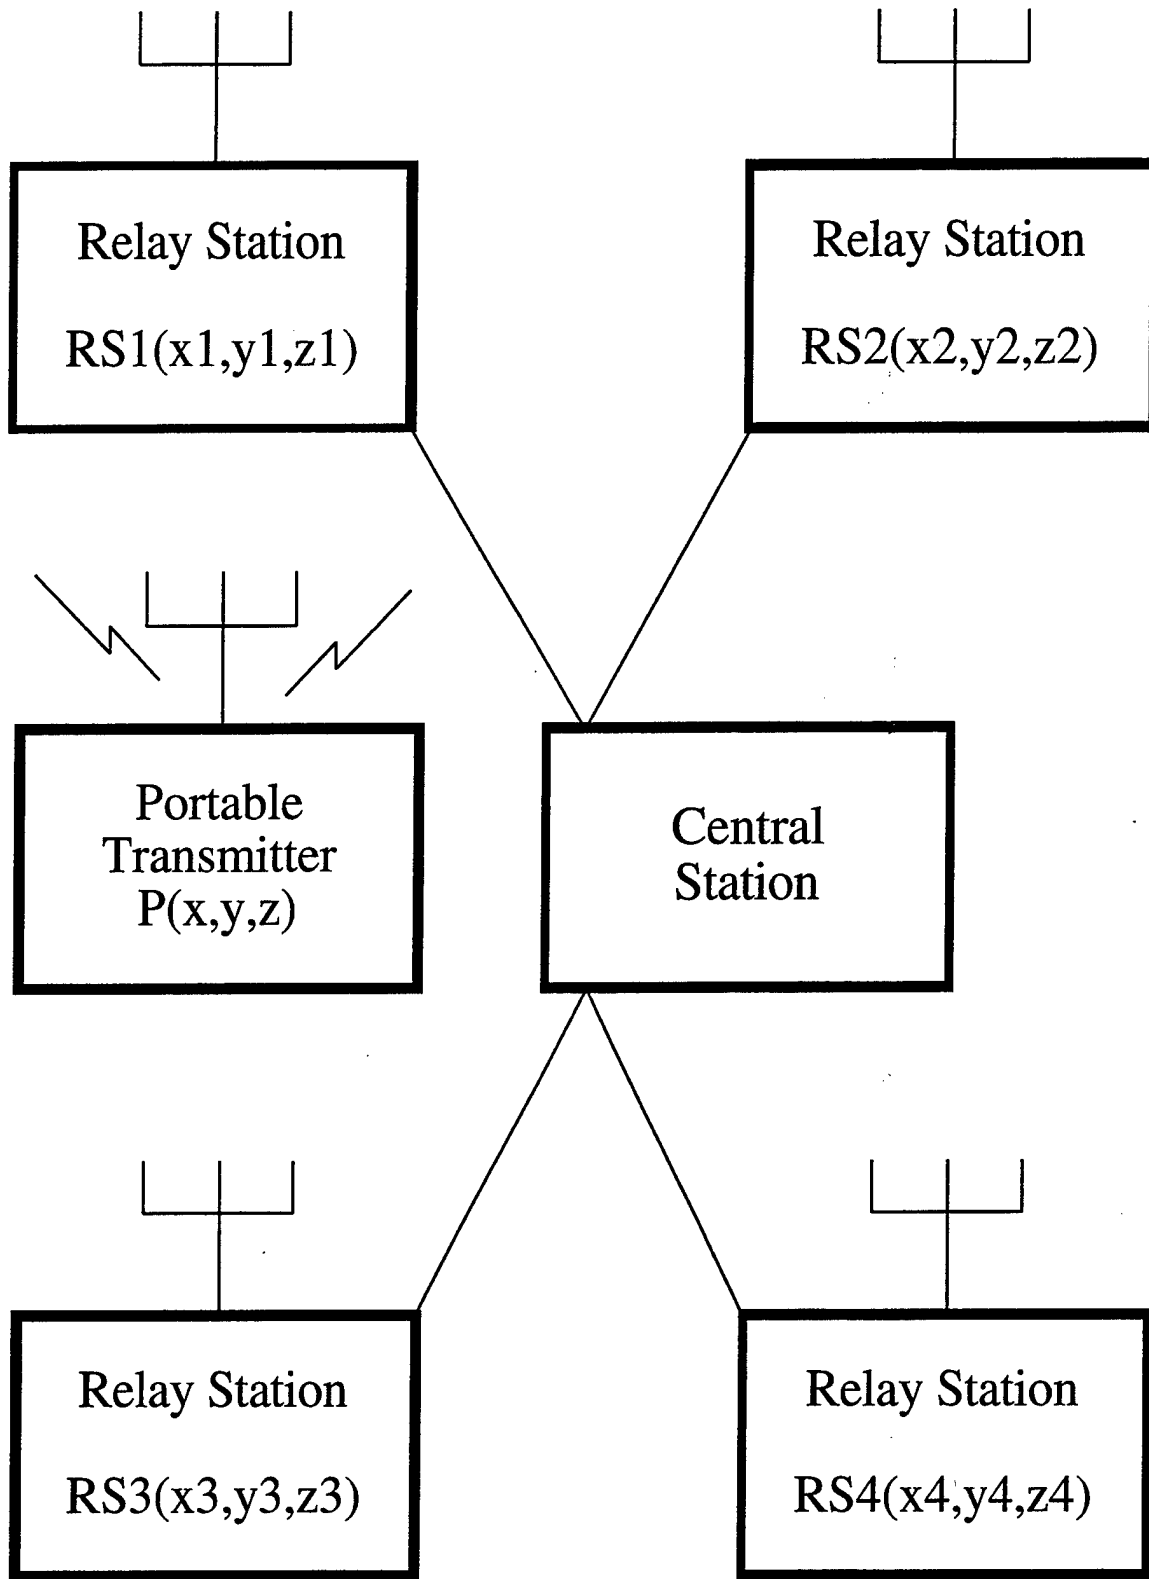 Relay Station
RS1(x1,y1,z1)
Relay Station
RS2(x2,y2,z2)
Portable
Transmitter
P(x,y,z)
Central
Station
Relay Station
RS3(x3,y3,z3)
Relay Station
RS4(x4,y4,z4)